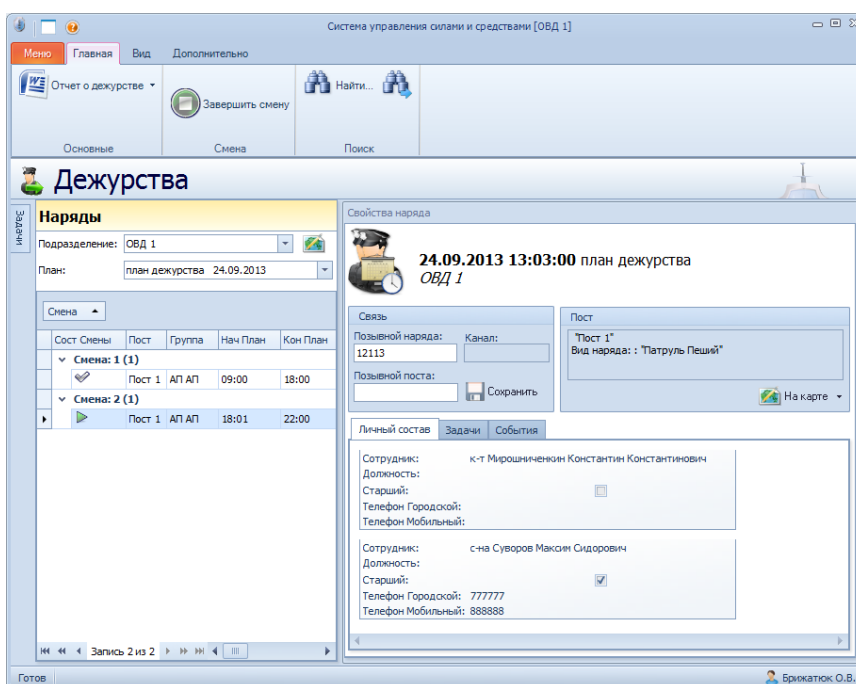 Система управления силами и средствами [ОВД 1]
Меню Главная Вид Дополнительно
Отчет о дежурстве Завершить смену Найти...
Основные Смена Поиск
Дежурства
Задачи
Наряды
Подразделение: ОВД 1
План: план дежурства 24.09.2013
Смена
Сост Смены Пост Группа Нач План Кон План
Смена: 1 (1)
Пост 1 АП АП 09:00 18:00
Смена: 2 (1)
Пост 1 АП АП 18:01 22:00
Запись 2 из 2
Свойства наряда
24.09.2013 13:03:00 план дежурства
ОВД 1
Связь
Позывной наряда: Канал:
12113
Позывной поста:
Сохранить
Пост
"Пост 1"
Вид наряда: : "Патруль Пеший"
На карте
Личный состав Задачи События
Сотрудник: к-т Мирошниченкин Константин Константинович
Должность:
Старший:
Телефон Городской:
Телефон Мобильный:
Сотрудник: с-на Суворов Максим Сидорович
Должность:
Старший:
Телефон Городской: 777777
Телефон Мобильный: 888888
Готов Брижатюк О.В.